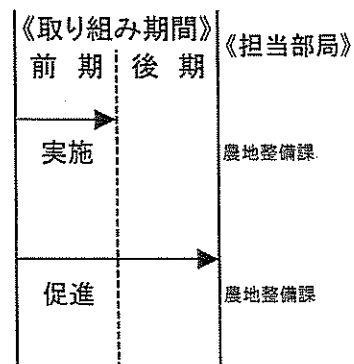 《取り組み期間》《担当部局》
前期 後期
実施 農地整備課
促進 農地整備課